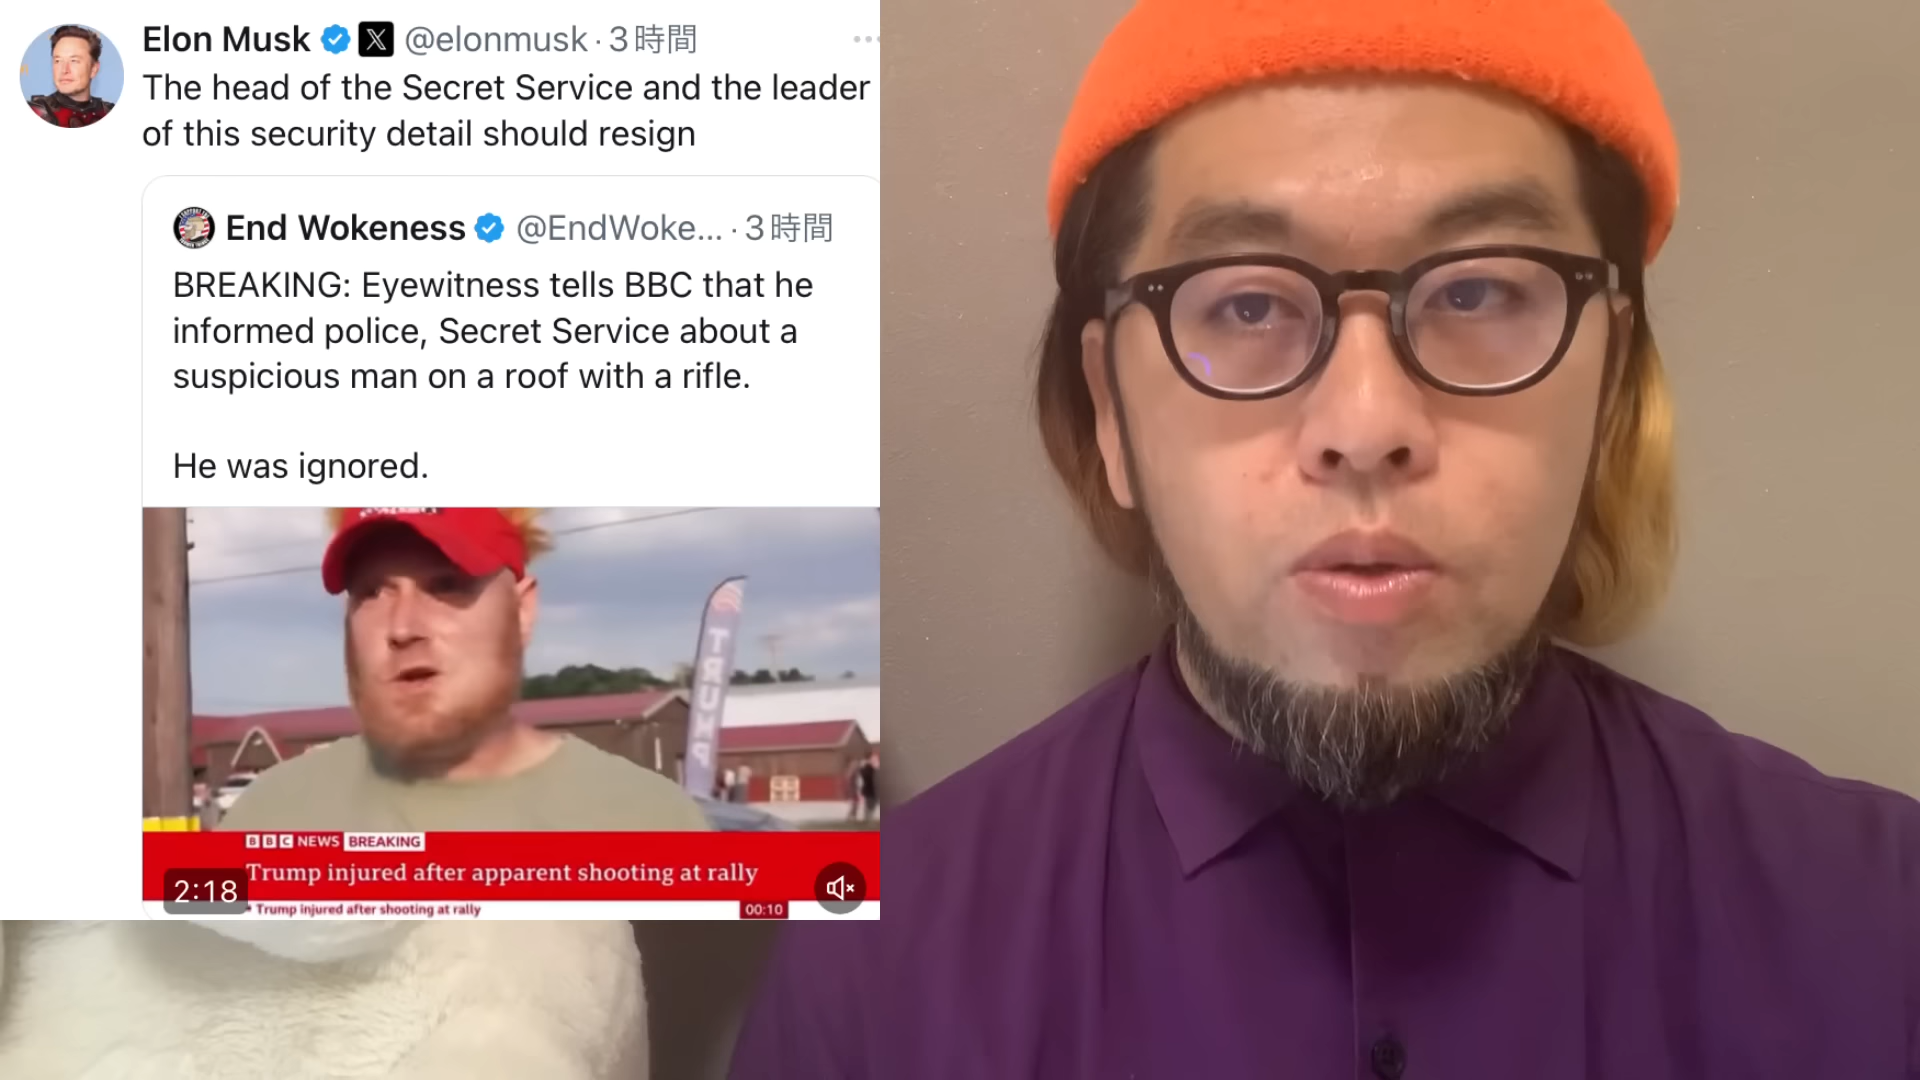 Elon Musk @elonmusk · 3時間
The head of the Secret Service and the leader
of this security detail should resign
End Wokeness @EndWoke... · 3時間
BREAKING: Eyewitness tells BBC that he
informed police, Secret Service about a
suspicious man on a roof with a rifle.
He was ignored.
TRUMP
BBC NEWS BREAKING
Trump injured after apparent shooting at rally
2:18
Trump injured after shooting at rally
00:10